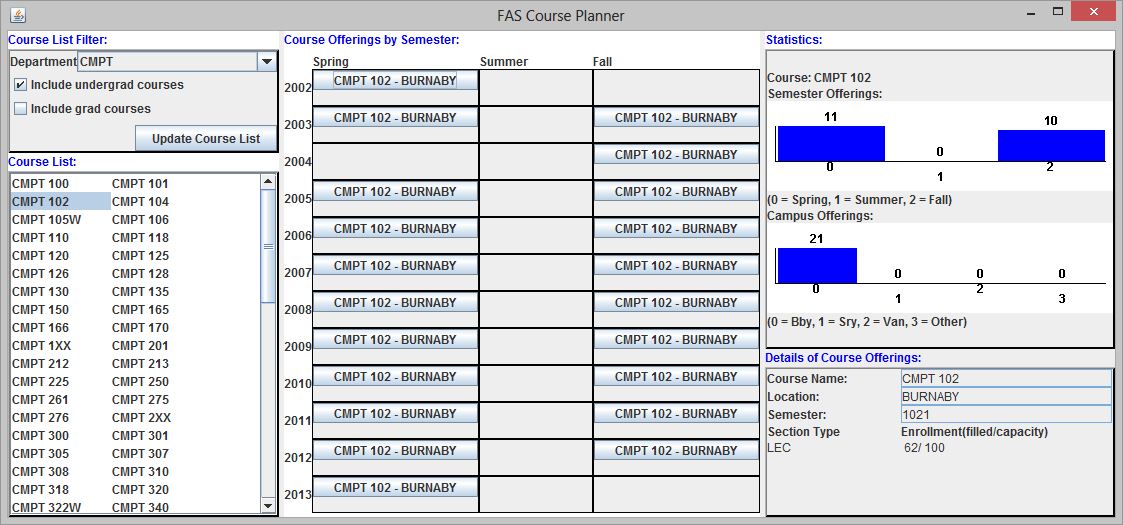 FAS Course Planner
Course List Filter:
Department CMPT
Include undergrad courses
Include grad courses
Update Course List
Course List:
CMPT 100 CMPT 101
CMPT 102 CMPT 104
CMPT 105W CMPT 106
CMPT 110 CMPT 118
CMPT 120 CMPT 125
CMPT 126 CMPT 128
CMPT 130 CMPT 135
CMPT 150 CMPT 165
CMPT 166 CMPT 170
CMPT 1XX CMPT 201
CMPT 212 CMPT 213
CMPT 225 CMPT 250
CMPT 261 CMPT 275
CMPT 276 CMPT 2XX
CMPT 300 CMPT 301
CMPT 305 CMPT 307
CMPT 308 CMPT 310
CMPT 318 CMPT 320
CMPT 322W CMPT 340
Course Offerings by Semester:
Spring Summer Fall
2002 CMPT 102 - BURNABY
2003 CMPT 102 - BURNABY CMPT 102 - BURNABY
2004 CMPT 102 - BURNABY
2005 CMPT 102 - BURNABY CMPT 102 - BURNABY
2006 CMPT 102 - BURNABY CMPT 102 - BURNABY
2007 CMPT 102 - BURNABY CMPT 102 - BURNABY
2008 CMPT 102 - BURNABY CMPT 102 - BURNABY
2009 CMPT 102 - BURNABY CMPT 102 - BURNABY
2010 CMPT 102 - BURNABY CMPT 102 - BURNABY
2011 CMPT 102 - BURNABY CMPT 102 - BURNABY
2012 CMPT 102 - BURNABY CMPT 102 - BURNABY
2013 CMPT 102 - BURNABY
Statistics:
Course: CMPT 102
Semester Offerings:
11 0 10
0 1 2
(0 = Spring, 1 = Summer, 2 = Fall)
Campus Offerings:
21 0 0 0
0 1 2 3
(0 = Bby, 1 = Sry, 2 = Van, 3 = Other)
Details of Course Offerings:
Course Name: CMPT 102
Location: BURNABY
Semester: 1021
Section Type Enrollment(filled/capacity)
LEC 62/ 100